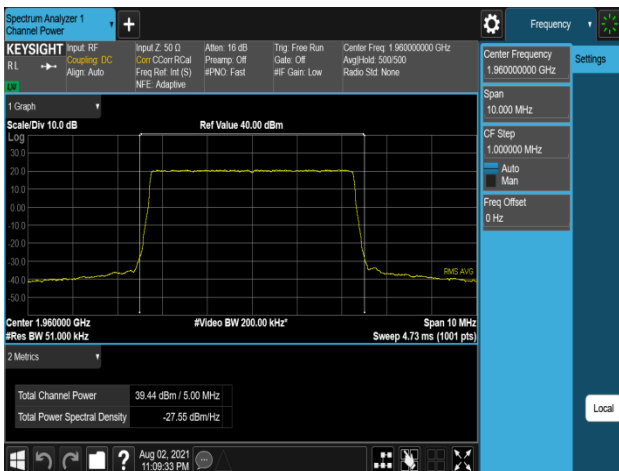 Spectrum Analyzer 1
Channel Power
+
Frequency
KEYSIGHT
RL
LU
Input: RF
Coupling: DC
Align: Auto
Input Z: 50 Ω
Corr CCorr RCal
Freq Ref: Int (S)
NFE: Adaptive
Atten: 16 dB
Preamp: Off
#PNO: Fast
Trig: Free Run
Gate: Off
#IF Gain: Low
Center Freq: 1.960000000 GHz
Avg|Hold: 500/500
Radio Std: None
Center Frequency
1.960000000 GHz
Settings
Span
10.000 MHz
CF Step
1.000000 MHz
Auto
Man
Freq Offset
0 Hz
1 Graph
Scale/Div 10.0 dB
Ref Value 40.00 dBm
Log
30.0
20.0
10.0
0.00
-10.0
-20.0
-30.0
-40.0
-50.0
RMS AVG
Center 1.960000 GHz
#Video BW 200.00 kHz*
Span 10 MHz
#Res BW 51.000 kHz
Sweep 4.73 ms (1001 pts)
2 Metrics
Total Channel Power 39.44 dBm / 5.00 MHz
Total Power Spectral Density -27.55 dBm/Hz
Local
?
Aug 02, 2021
11:09:33 PM